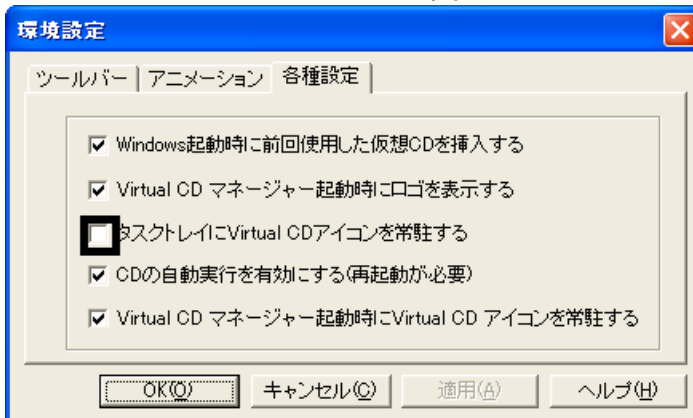 環境設定
ツールバー
アニメーション
各種設定
Windows起動時に前回使用した仮想CDを挿入する
Virtual CD マネージャー起動時にロゴを表示する
タスクトレイにVirtual CDアイコンを常駐する
CDの自動実行を有効にする(再起動が必要)
Virtual CD マネージャー起動時にVirtual CD アイコンを常駐する
OK(O)
キャンセル(C)
適用(A)
ヘルプ(H)